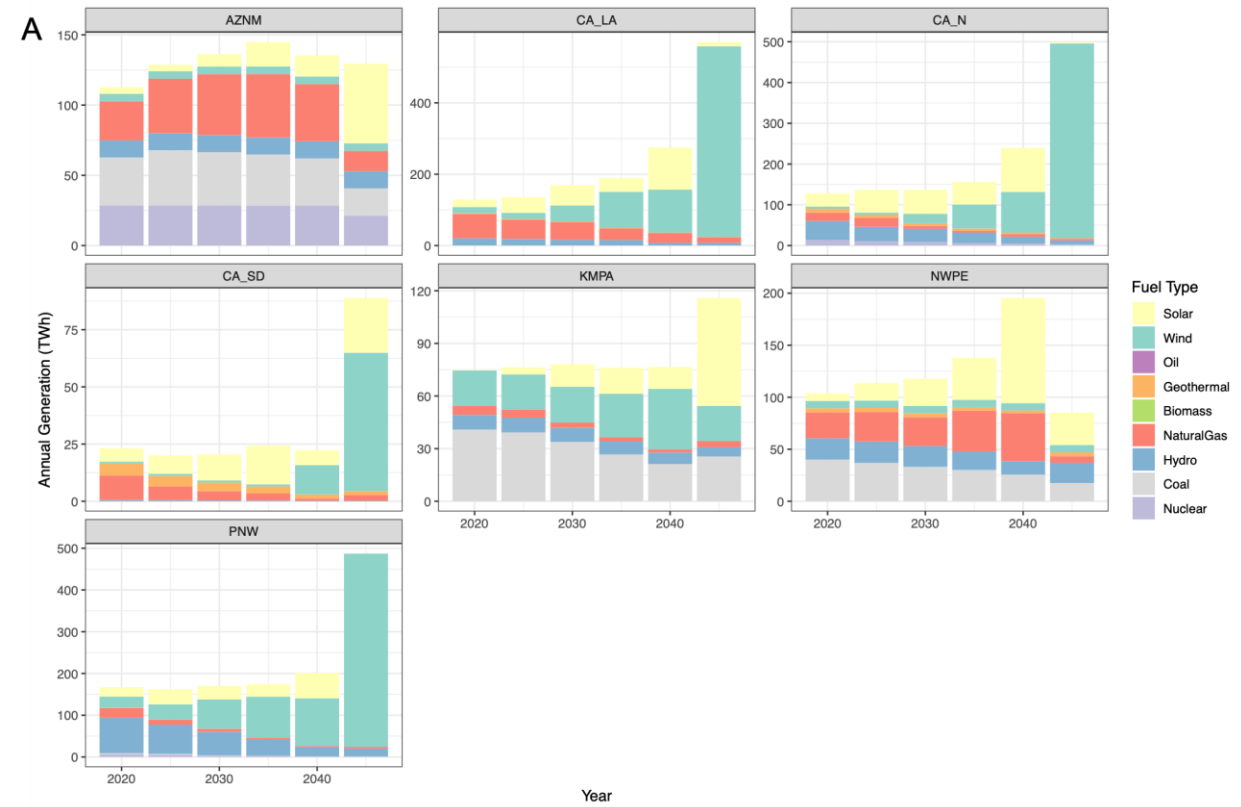 A
AZNM
CA_LA
CA_N
150
100
50
0
400
200
0
500
400
300
200
100
0
CA_SD
KMPA
NWPE
75
50
25
0
120
90
60
30
0
200
150
100
50
0
2020
2030
2040
2020
2030
2040
PNW
500
400
300
200
100
0
2020
2030
2040
Annual Generation (TWh)
Year
Fuel Type
Solar
Wind
Oil
Geothermal
Biomass
NaturalGas
Hydro
Coal
Nuclear